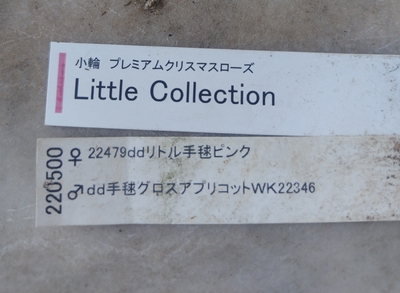 小輪 プレミアムクリスマスローズ
Little Collection
220500
♀ 22479ddリトル手毬ピンク
♂dd手毬グロスアプリコットWK22346